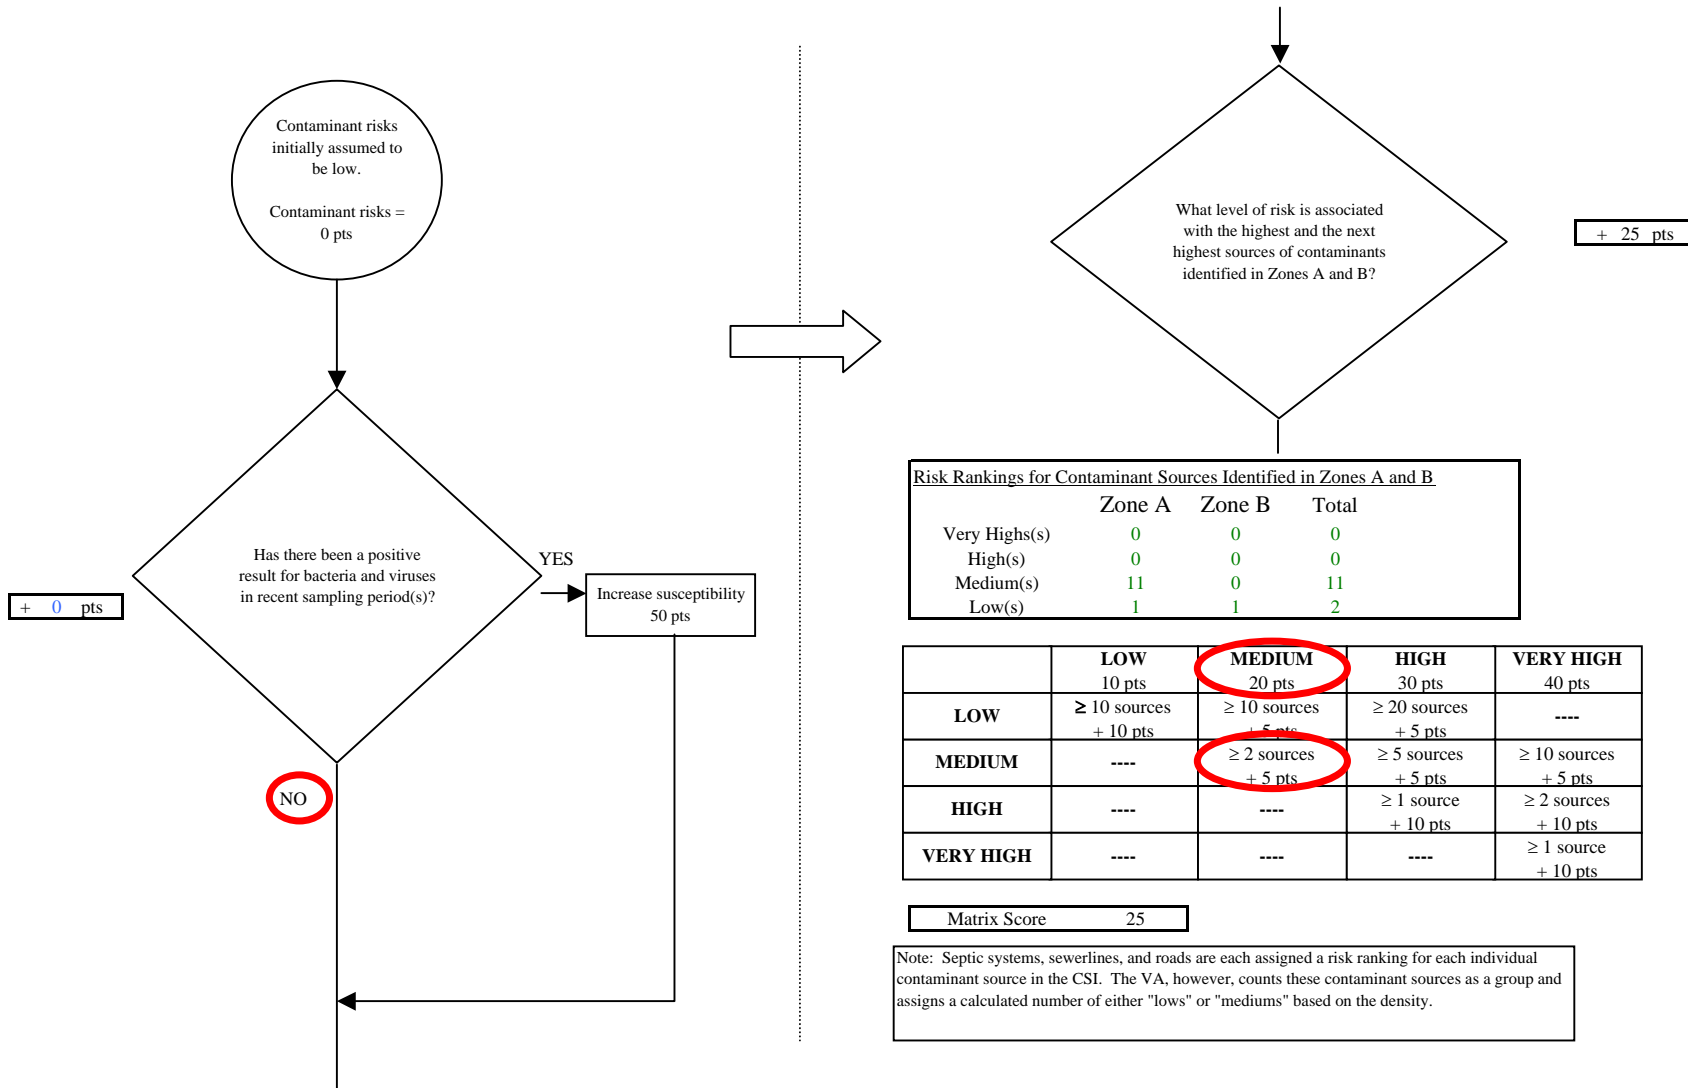 Contaminant risks
initially assumed to
be low.
Contaminant risks =
0 pts
Has there been a positive
result for bacteria and viruses
in recent sampling period(s)?
YES
Increase susceptibility
50 pts
+ 0 pts
NO
What level of risk is associated
with the highest and the next
highest sources of contaminants
identified in Zones A and B?
+ 25 pts
Risk Rankings for Contaminant Sources Identified in Zones A and B
Zone A Zone B Total
Very Highs(s) 0 0 0
High(s) 0 0 0
Medium(s) 11 0 11
Low(s) 1 1 2
LOW MEDIUM HIGH VERY HIGH
10 pts 20 pts 30 pts 40 pts
LOW ≥ 10 sources ≥ 10 sources ≥ 20 sources ----
+ 10 pts + 5 pts + 5 pts
MEDIUM ---- ≥ 2 sources ≥ 5 sources ≥ 10 sources
+ 5 pts + 5 pts + 5 pts
HIGH ---- ---- ≥ 1 source ≥ 2 sources
+ 10 pts + 10 pts
VERY HIGH ---- ---- ---- ≥ 1 source
+ 10 pts
Matrix Score 25
Note: Septic systems, sewerlines, and roads are each assigned a risk ranking for each individual
contaminant source in the CSI. The VA, however, counts these contaminant sources as a group and
assigns a calculated number of either "lows" or "mediums" based on the density.